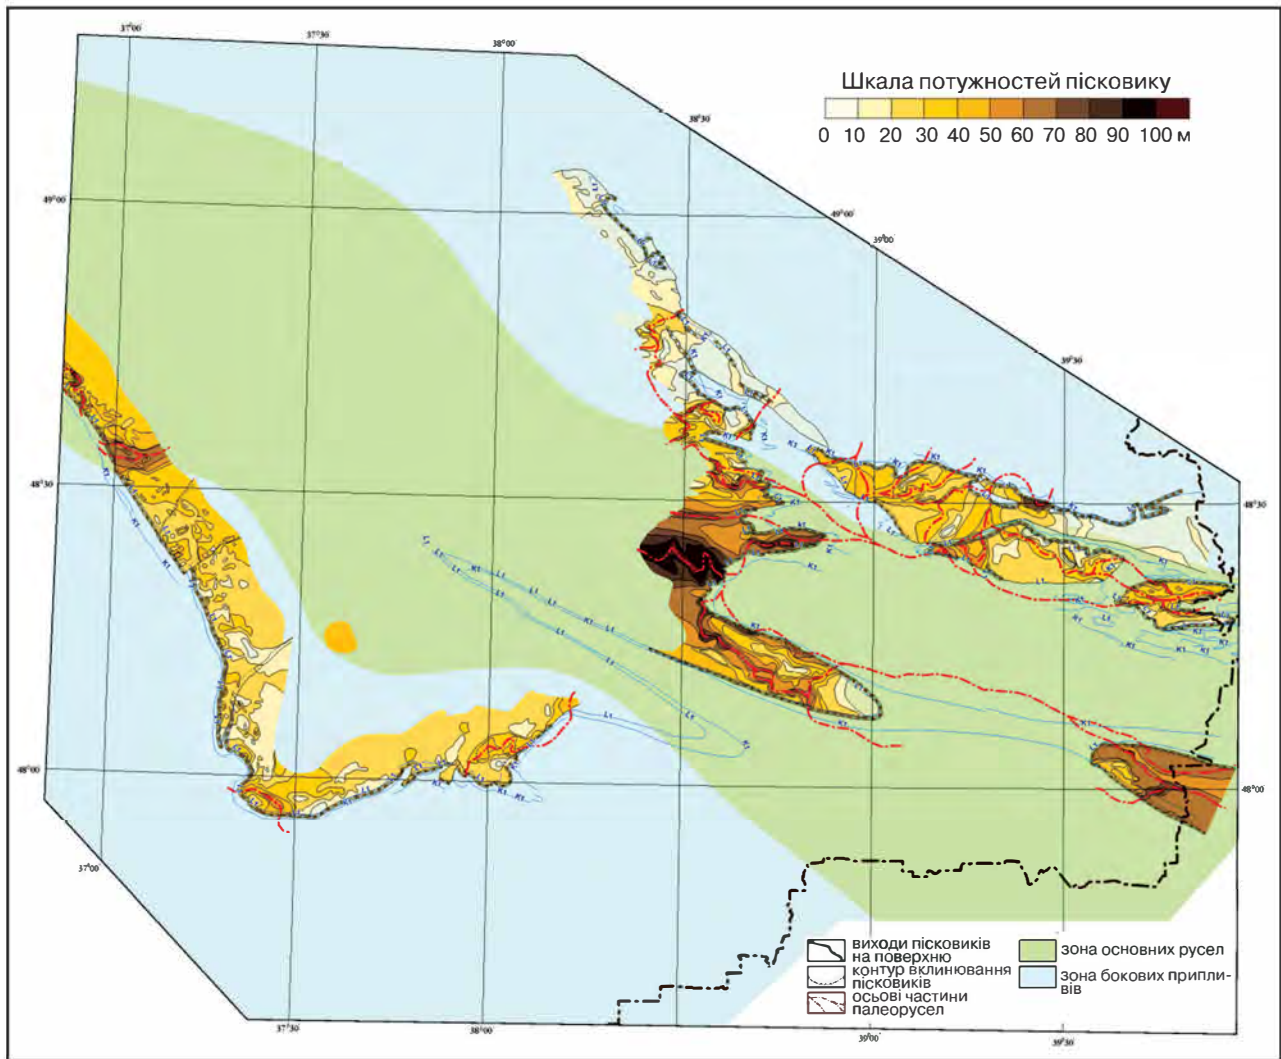 37°00'
37°30'
38°00'
Шкала потужностей пісковику
0 10 20 30 40 50 60 70 80 90 100 м
38°30'
49°00'
49°00'
39°00'
39°30'
48°30'
48°30'
48°00'
48°00'
37°00'
37°30'
38°00'
39°00'
39°30'
виходи пісковиків
на поверхню
контур вклинювання
пісковиків
осьові частини
палеорусел
зона основних русел
зона бокових припли-
вів